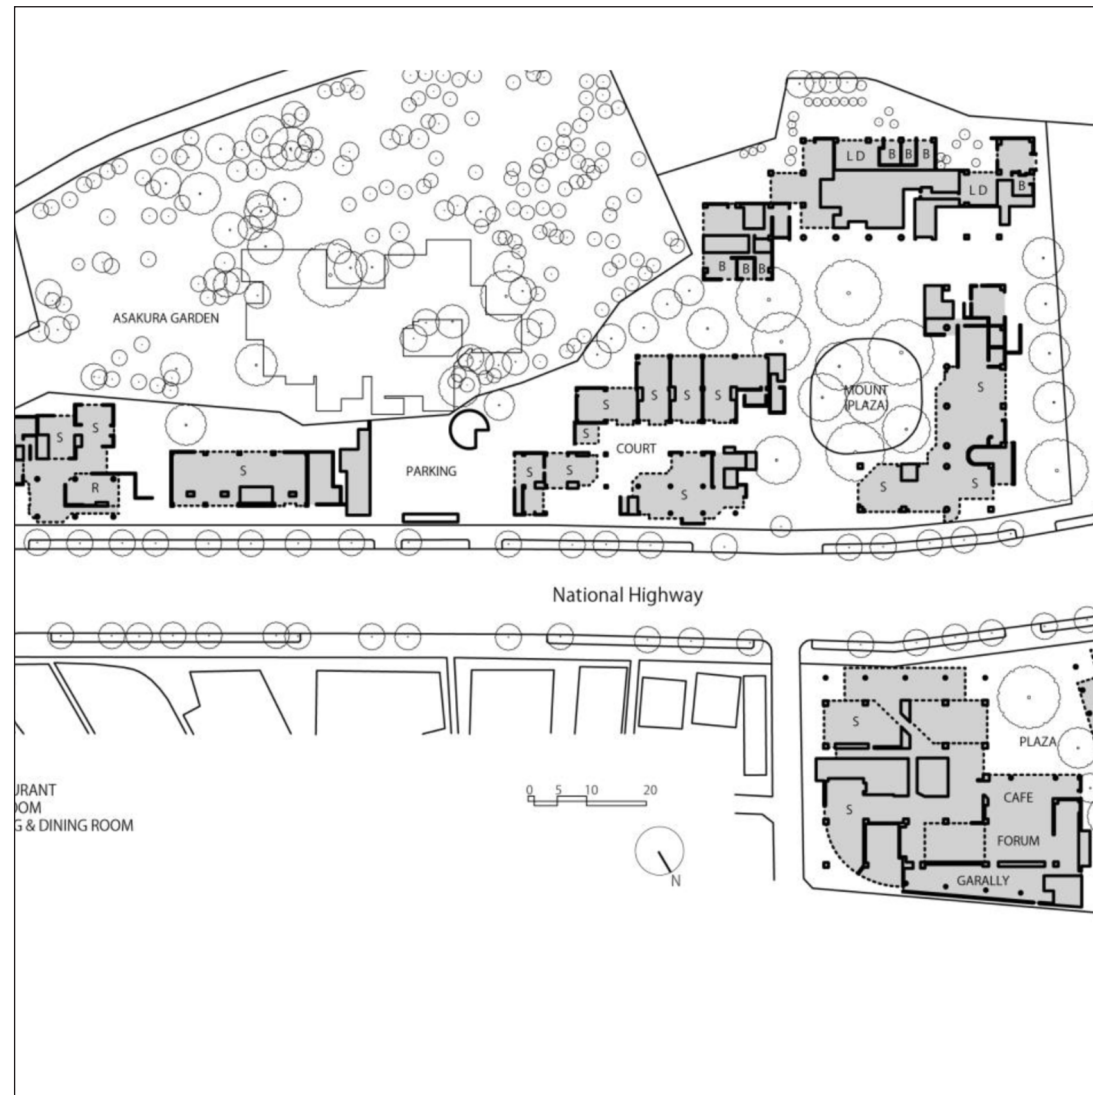 L D
B
B
B
L D
B
B
B
B
ASAKURA GARDEN
MOUNT
(PLAZA)
S
S
S
S
S
S
S
S
S
COURT
S
R
S
PARKING
S
S
S
S
S
National Highway
S
PLAZA
CAFE
S
FORUM
GARALLY
URANT
OOM
G & DINING ROOM
0 5 10 20
N